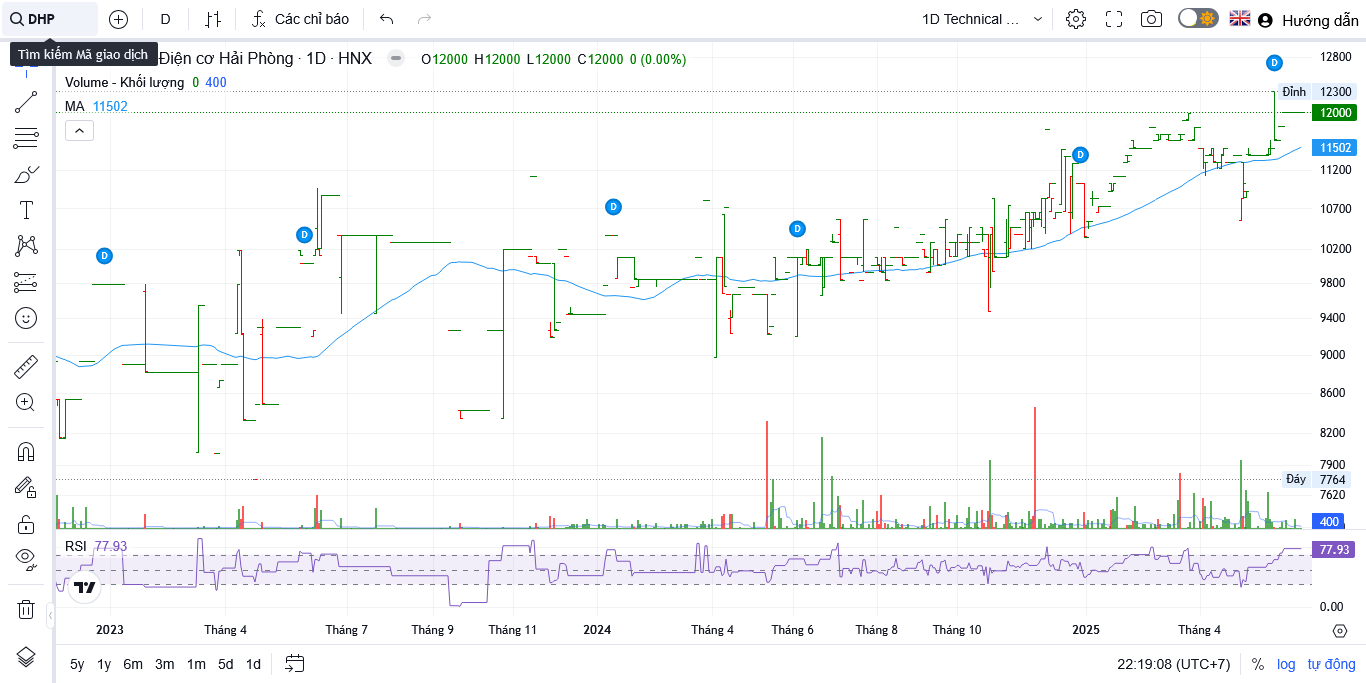 DHP D Các chỉ báo 1D Technical ... Hướng dẫn
Tìm kiếm Mã giao dịch Điện cơ Hải Phòng · 1D · HNX O12000 H12000 L12000 C12000 0 (0.00%)
Volume - Khối lượng 0 400
MA 11502
D
D
D
D
D
D
12800
Đỉnh 12300
12000
11502
11200
10700
10200
9800
9400
9000
8600
8200
7900
Đáy 7764
7620
400
RSI 77.93
77.93
0.00
2023 Tháng 4 Tháng 7 Tháng 9 Tháng 11 2024 Tháng 4 Tháng 6 Tháng 8 Tháng 10 2025 Tháng 4
5y 1y 6m 3m 1m 5d 1d 22:19:08 (UTC+7) % log tự động